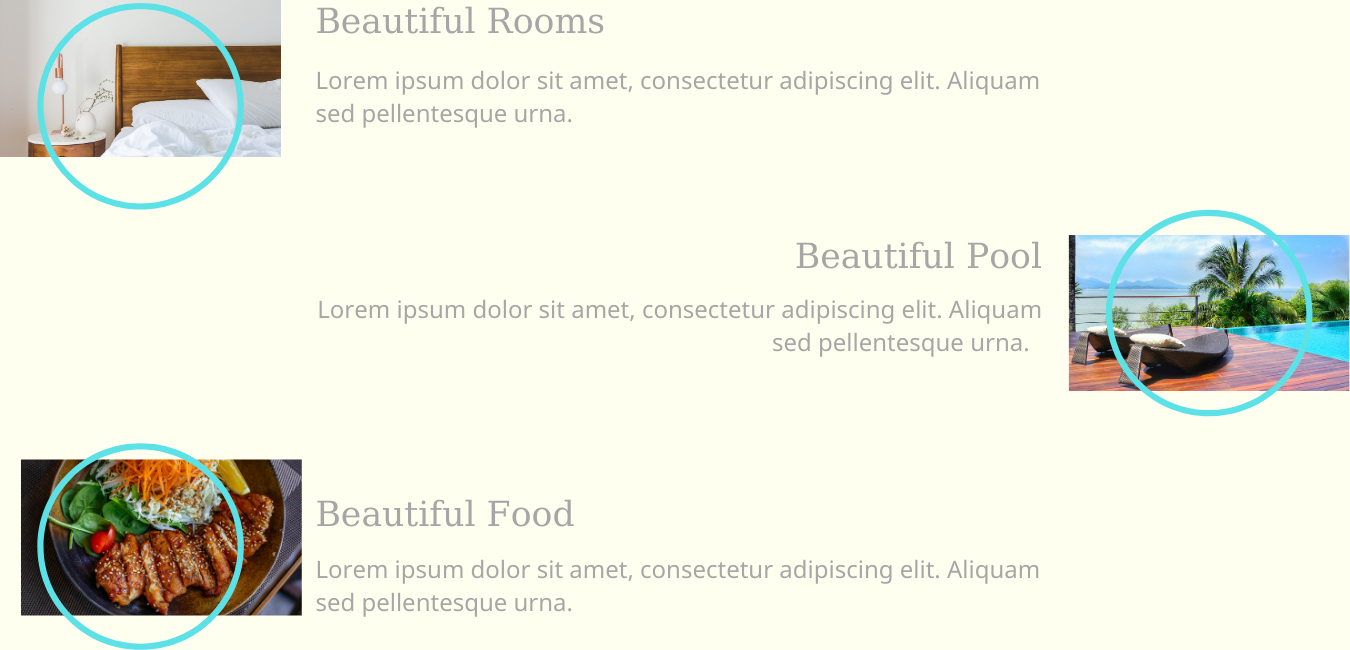 Beautiful Rooms
Lorem ipsum dolor sit amet, consectetur adipiscing elit. Aliquam
sed pellentesque urna.
Beautiful Pool
Lorem ipsum dolor sit amet, consectetur adipiscing elit. Aliquam
sed pellentesque urna.
Beautiful Food
Lorem ipsum dolor sit amet, consectetur adipiscing elit. Aliquam
sed pellentesque urna.